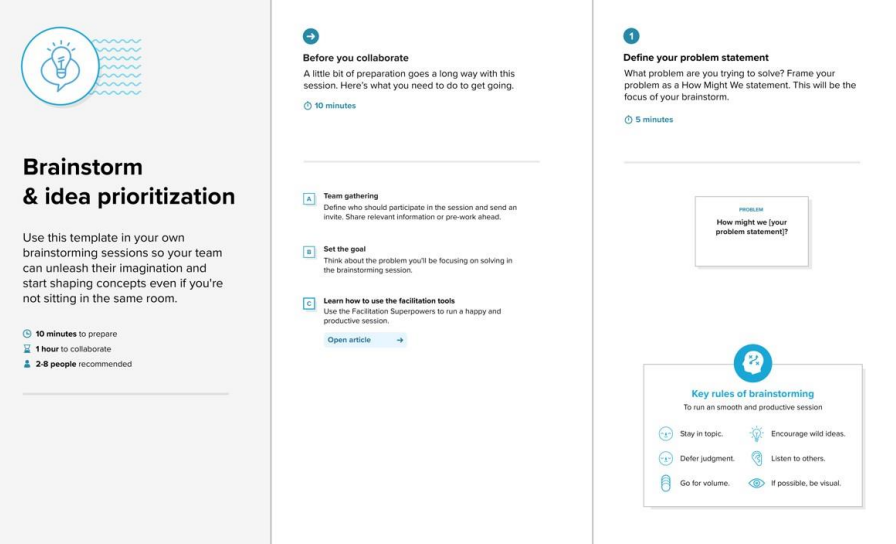 Brainstorm
& idea prioritization
Use this template in your own
brainstorming sessions so your team
can unleash their imagination and
start shaping concepts even if you're
not sitting in the same room.
10 minutes to prepare
1 hour to collaborate
2-8 people recommended
Before you collaborate
A little bit of preparation goes a long way with this
session. Here's what you need to do to get going.
10 minutes
A
Team gathering
Define who should participate in the session and send an
invite. Share relevant information or pre-work ahead.
B
Set the goal
Think about the problem you'll be focusing on solving in
the brainstorming session.
C
Learn how to use the facilitation tools
Use the Facilitation Superpowers to run a happy and
productive session.
Open article
1
Define your problem statement
What problem are you trying to solve? Frame your
problem as a How Might We statement. This will be the
focus of your brainstorm.
5 minutes
PROBLEM
How might we [your
problem statement]?
Key rules of brainstorming
To run an smooth and productive session
Stay in topic.
Encourage wild ideas.
Defer judgment.
Listen to others.
Go for volume.
If possible, be visual.